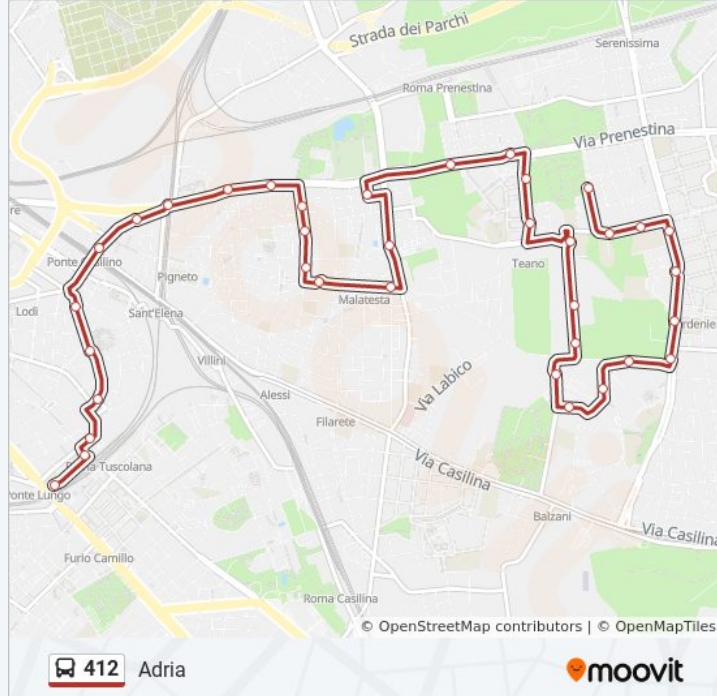 Strada dei Parchi
Serenissima
Roma Prenestina
Via Prenestina
Ponte
Pigneto
Teano
Malatesta
Lodi
Sant'Elena
Villini
Alessi
Via Labico
Filarete
Tuscolana
Ponte Lungo
Via Casilina
Balzani
Via Casilina
Furio Camillo
Roma Casilina
© OpenStreetMap contributors | © OpenMapTiles
412 Adria
moovit